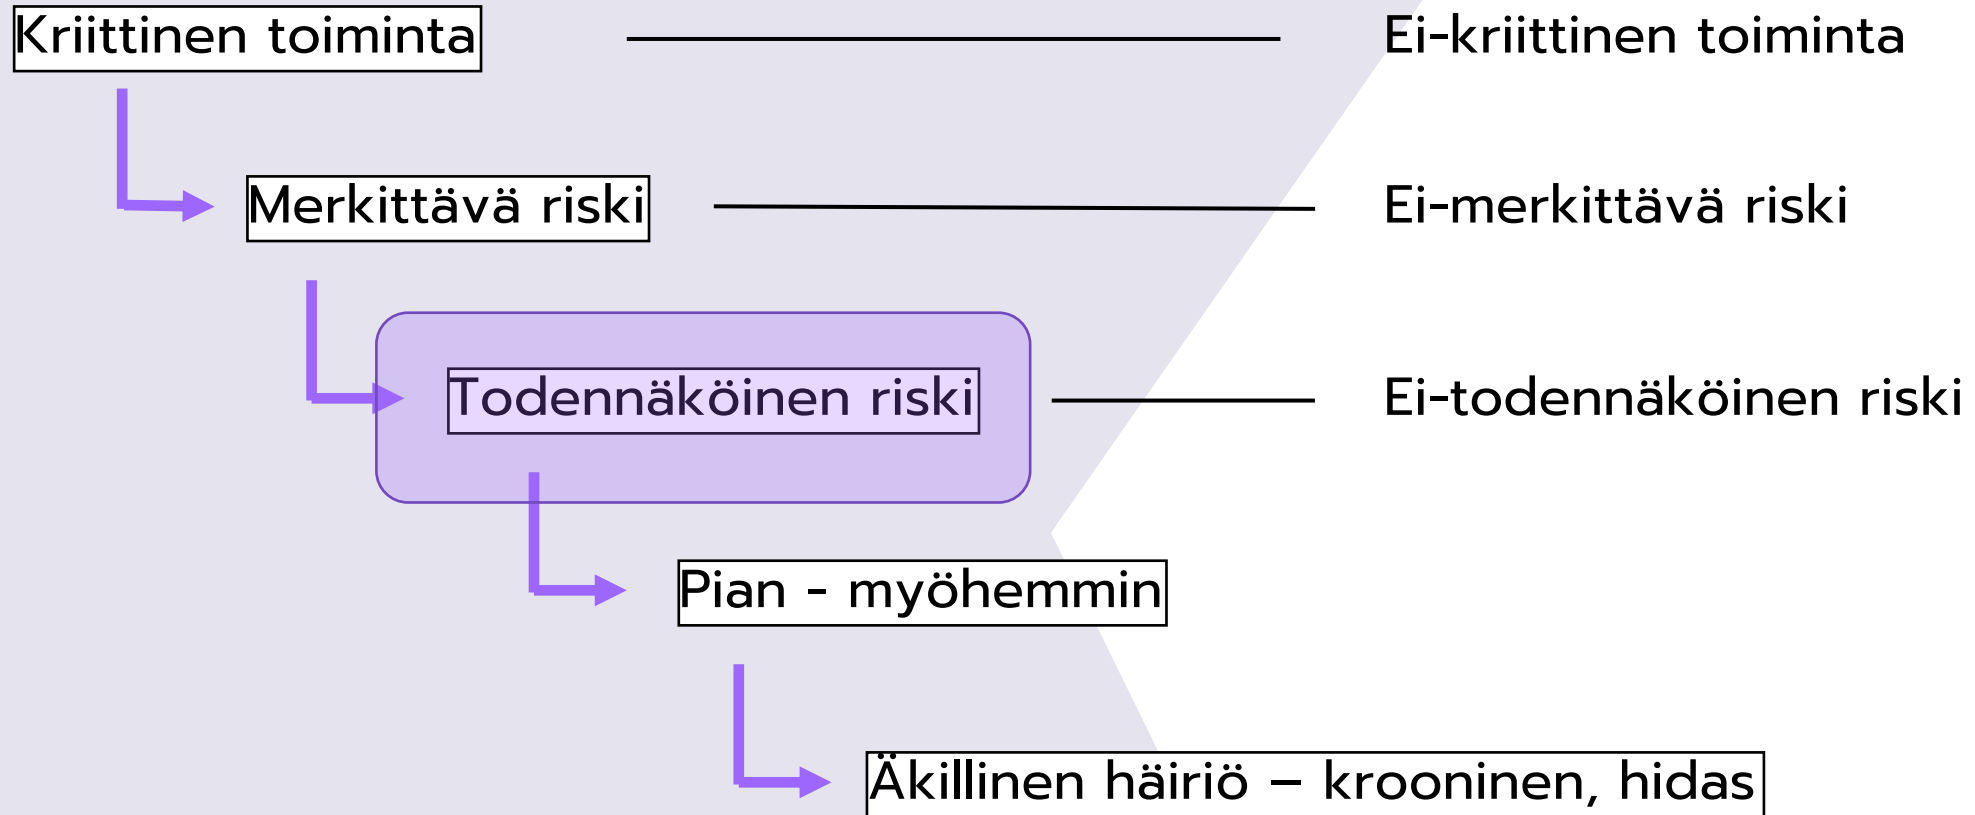 Kriittinen toiminta
Ei-kriittinen toiminta
Merkittävä riski
Ei-merkittävä riski
Todennäköinen riski
Ei-todennäköinen riski
Pian - myöhemmin
Äkillinen häiriö – krooninen, hidas